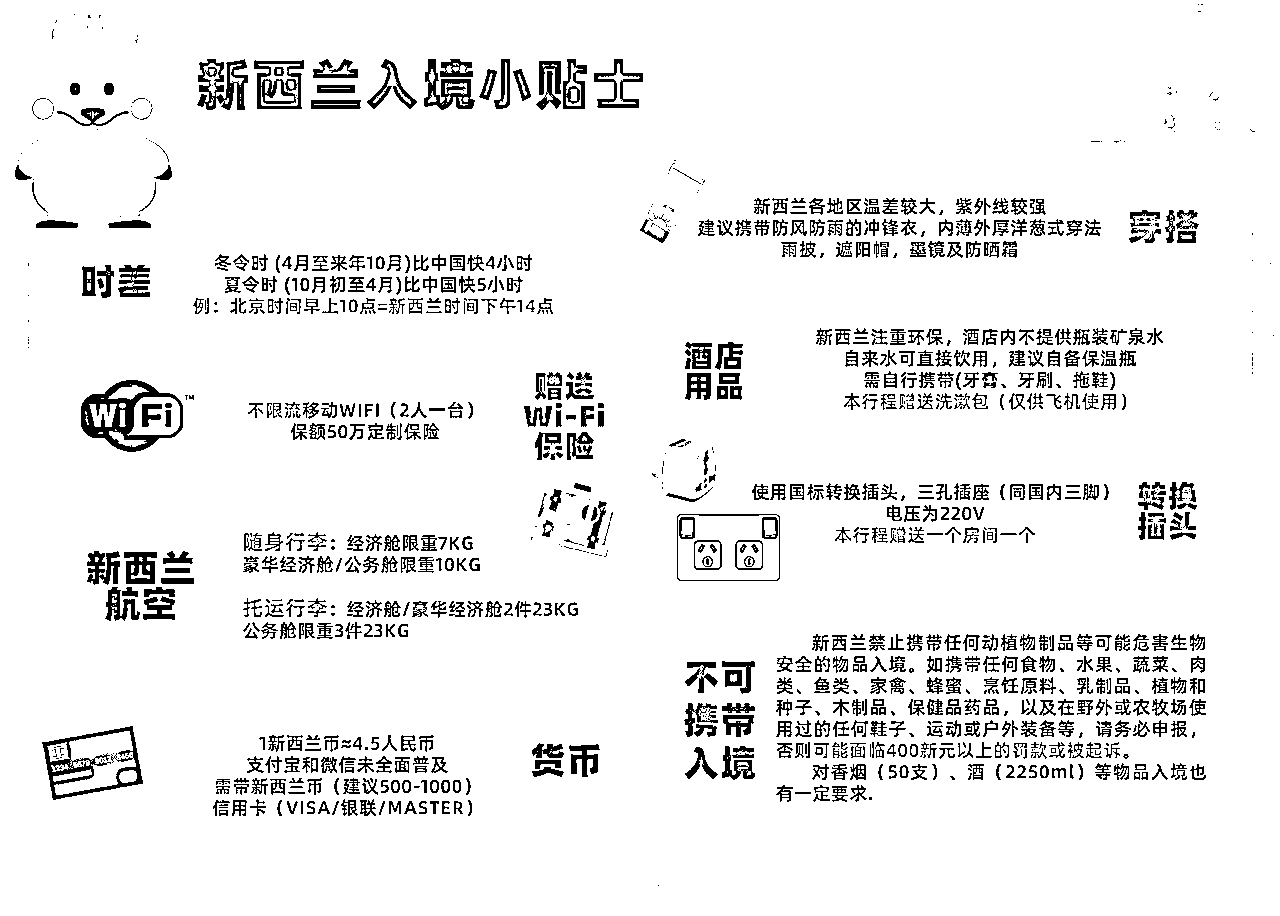 新西兰入境小贴士
时差
冬令时 (4月至来年10月)比中国快4小时
夏令时 (10月初至4月)比中国快5小时
例：北京时间早上10点=新西兰时间下午14点
WiFi™
不限流移动WIFI（2人一台）
保额50万定制保险
赠送
Wi-Fi
保险
新西兰
航空
随身行李：经济舱限重7KG
豪华经济舱/公务舱限重10KG
托运行李：经济舱/豪华经济舱2件23KG
公务舱限重3件23KG
1新西兰币≈4.5人民币
支付宝和微信未全面普及
需带新西兰币（建议500-1000）
信用卡（VISA/银联/MASTER）
货币
新西兰各地区温差较大，紫外线较强
建议携带防风防雨的冲锋衣，内薄外厚洋葱式穿法
雨披，遮阳帽，墨镜及防晒霜
穿搭
酒店
用品
新西兰注重环保，酒店内不提供瓶装矿泉水
自来水可直接饮用，建议自备保温瓶
需自行携带(牙膏、牙刷、拖鞋)
本行程赠送洗漱包（仅供飞机使用）
使用国标转换插头，三孔插座（同国内三脚）
电压为220V
本行程赠送一个房间一个
转换
插头
不可
携带
入境
新西兰禁止携带任何动植物制品等可能危害生物
安全的物品入境。如携带任何食物、水果、蔬菜、肉
类、鱼类、家禽、蜂蜜、烹饪原料、乳制品、植物和
种子、木制品、保健品药品，以及在野外或农牧场使
用过的任何鞋子、运动或户外装备等，请务必申报，
否则可能面临400新元以上的罚款或被起诉。
对香烟（50支）、酒（2250ml）等物品入境也
有一定要求.